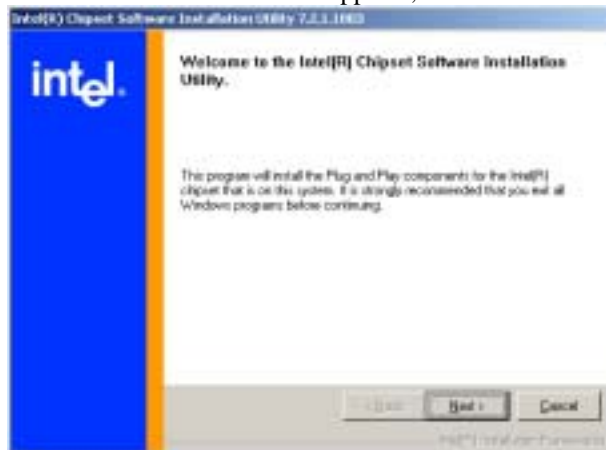 Intel(R) Chipset Software Installation Utility 7.2.1.1003
intel.
Welcome to the Intel(R) Chipset Software Installation
Utility.
This program will install the Plug and Play components for the Intel(R)
chipset that is on this system. It is strongly recommended that you exit all
Windows programs before continuing.
< Back
Next >
Cancel